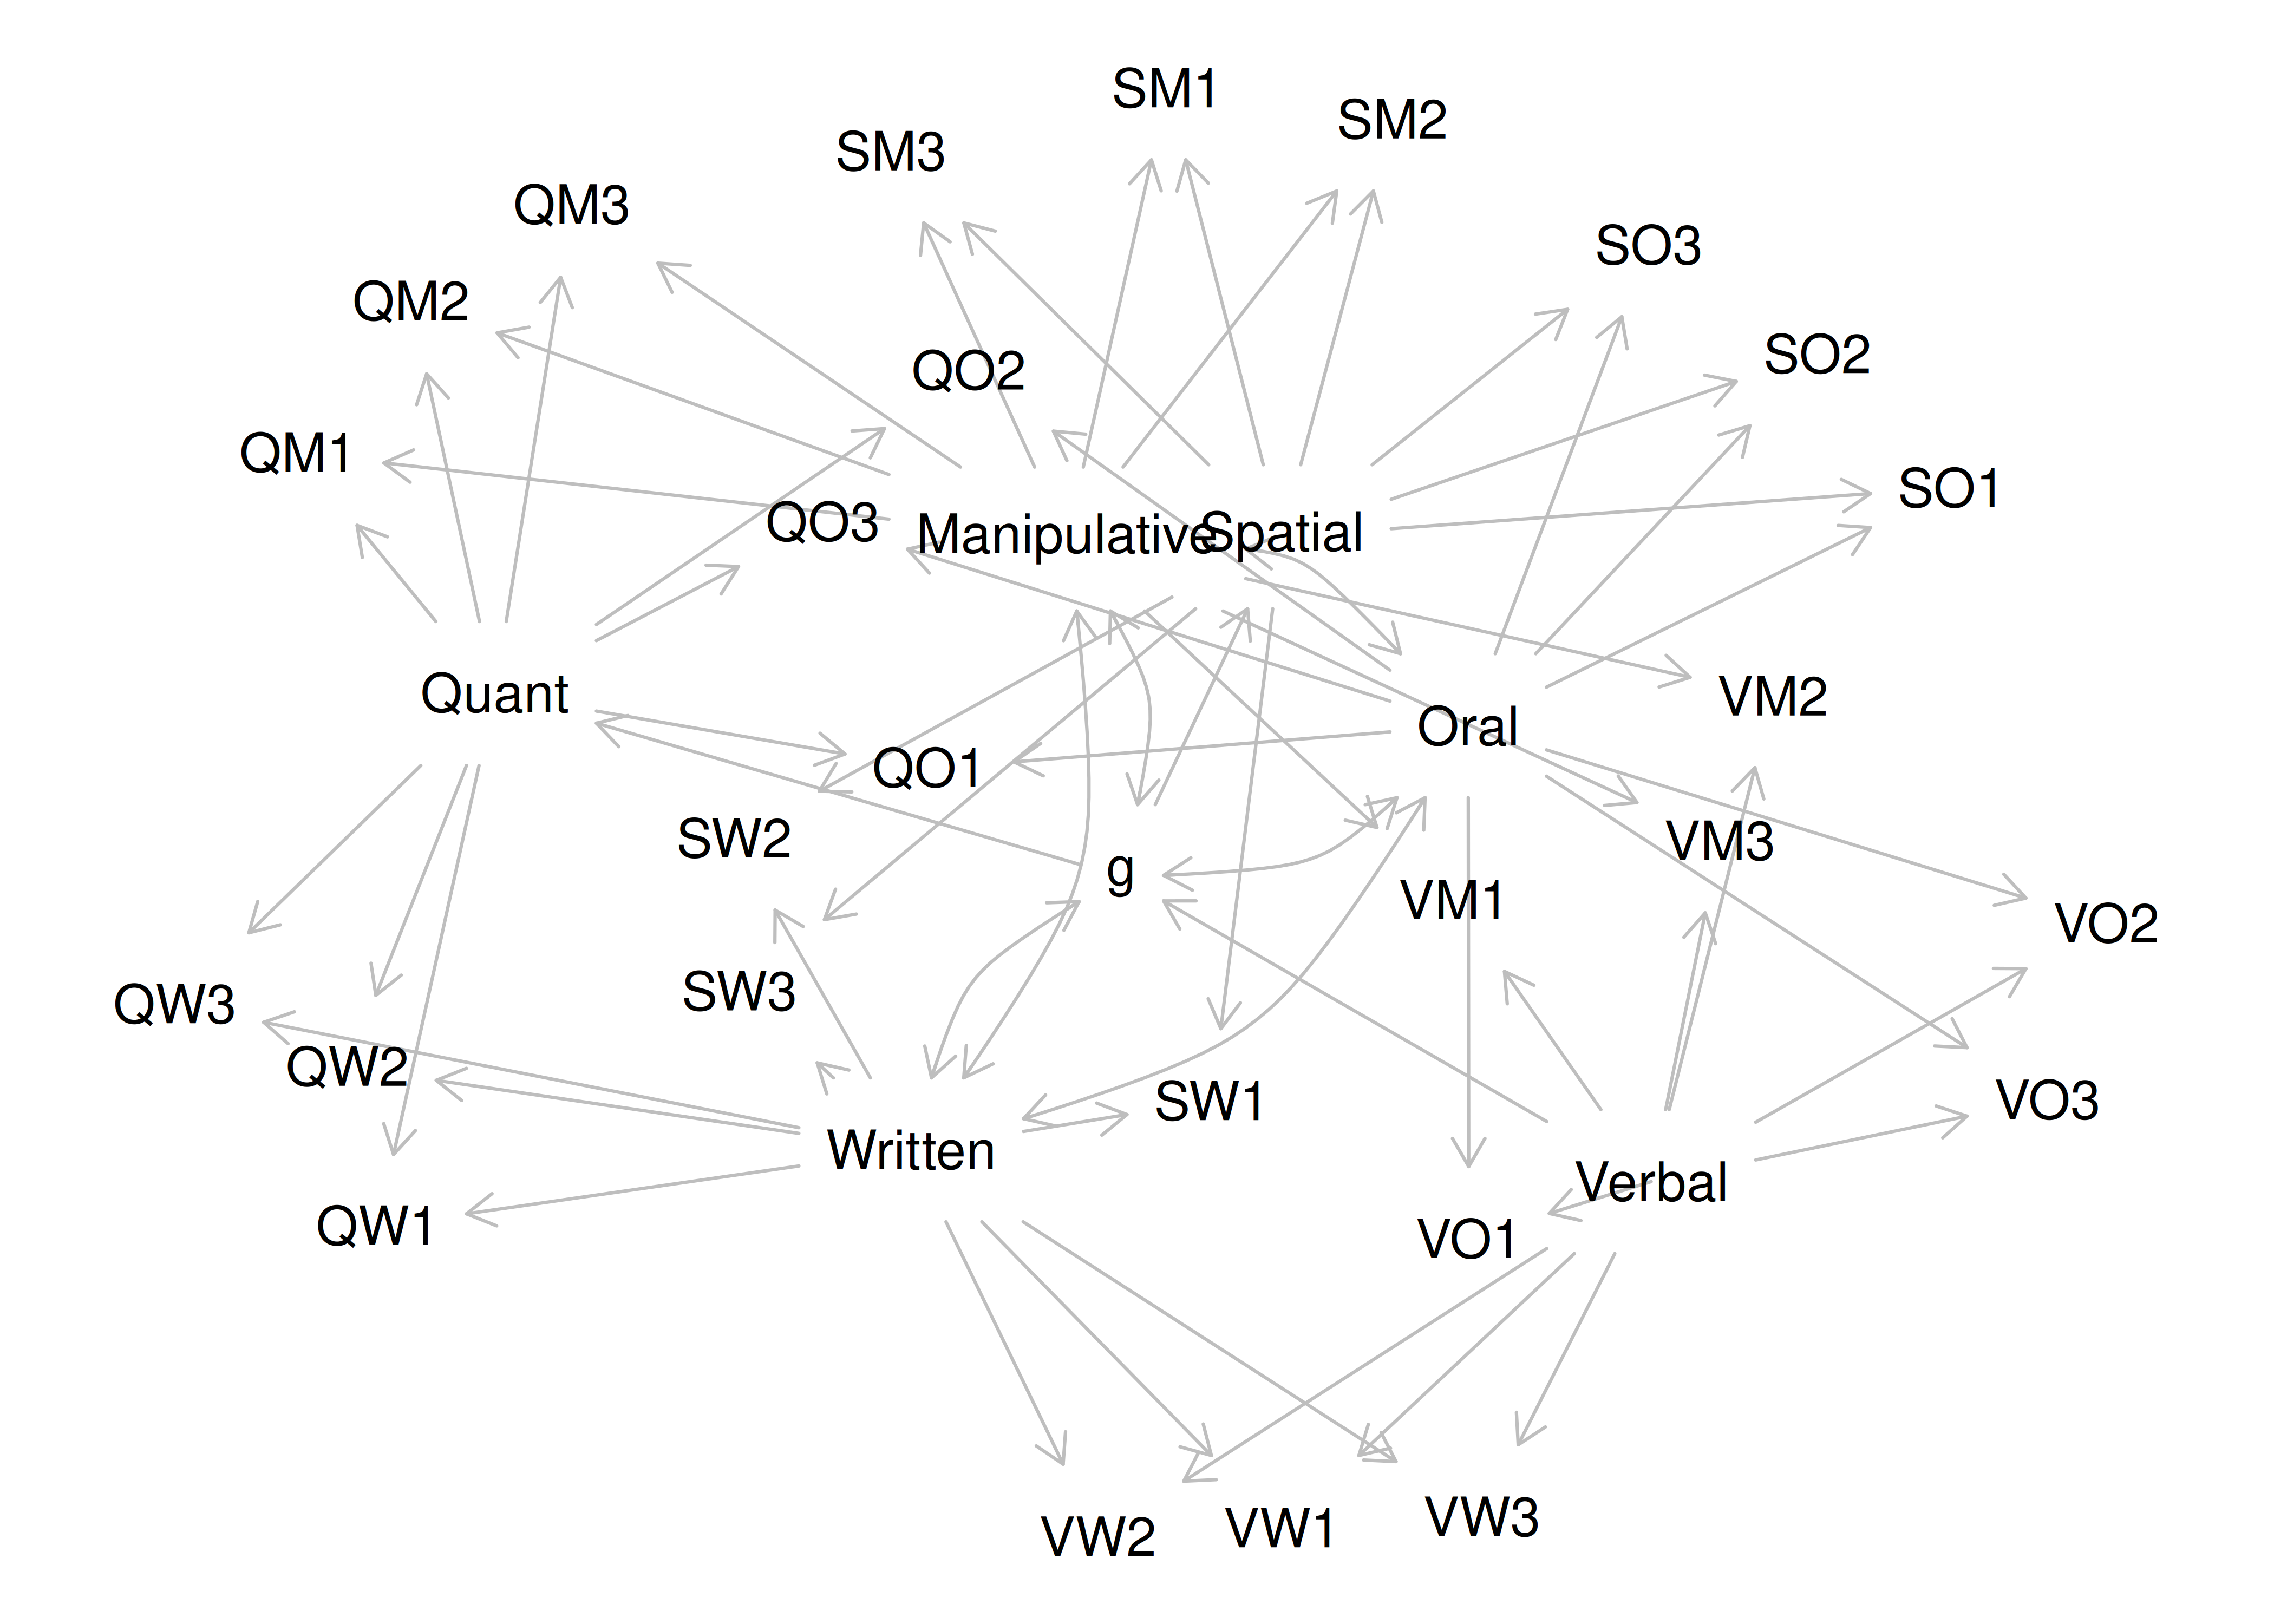 SM1
SM2
SM3
QM3
SO3
QM2
SO2
QO2
QM1
SO1
QO3
Manipulative
Spatial
Quant
VM2
Oral
QO1
SW2
VM3
g
VM1
VO2
SW3
QW3
QW2
SW1
VO3
Written
Verbal
QW1
VO1
VW2
VW1
VW3